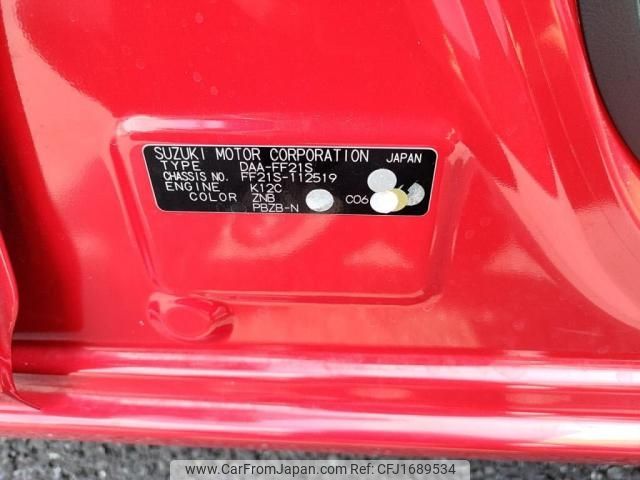 SUZUKI MOTOR CORPORATION JAPAN
TYPE DAA-FF21S
CHASSIS NO. FF21S-112519
ENGINE K12C
COLOR ZNB C06
PBZB-N
www.CarFromJapan.com - Ref: CFJ1689534